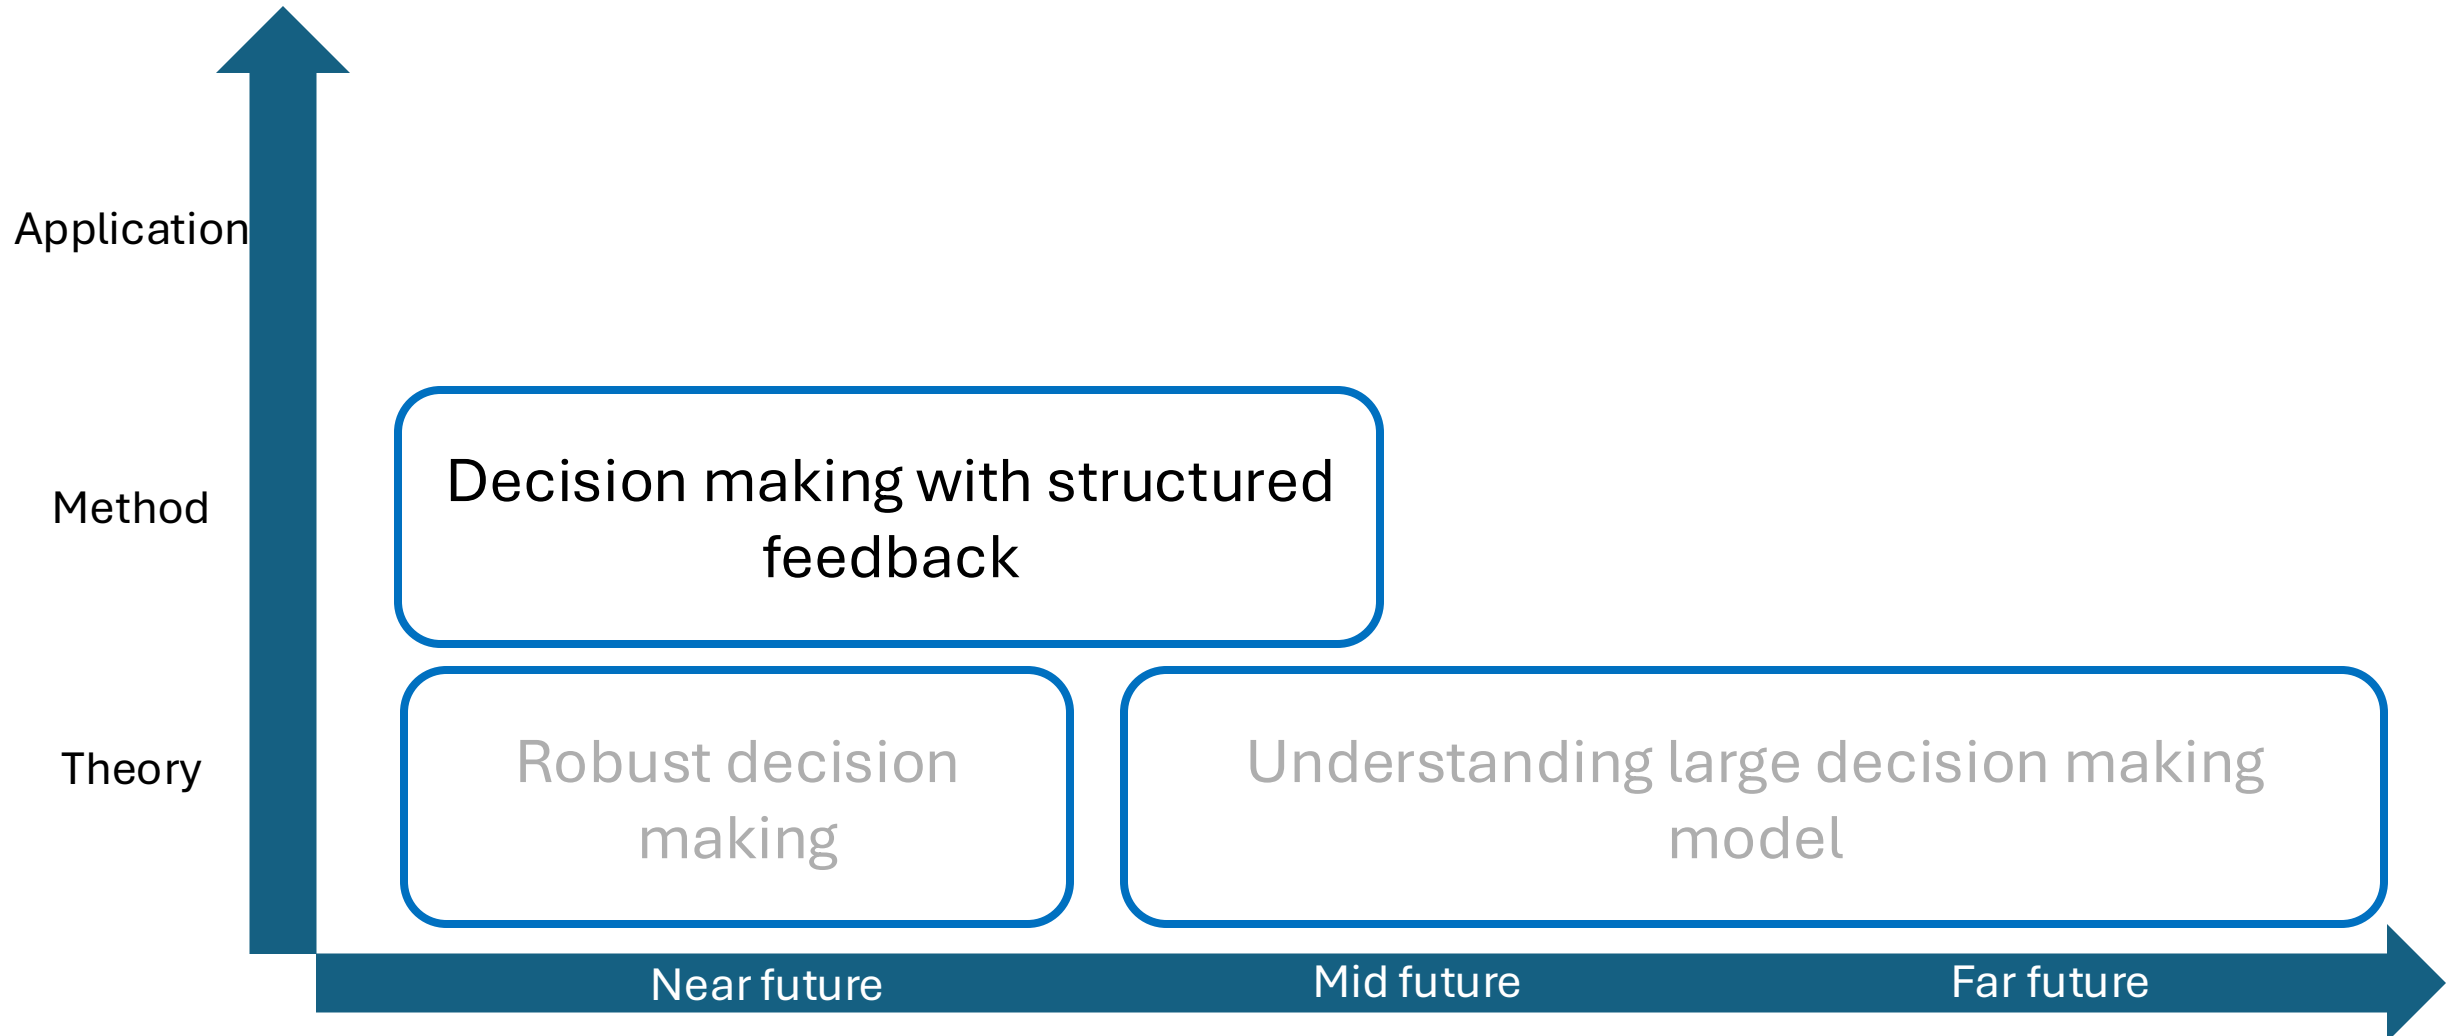 Application
Method
Decision making with structured
feedback
Theory
Robust decision
making
Understanding large decision making
model
Near future
Mid future
Far future